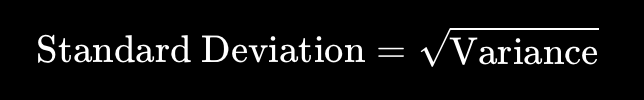 Standard Deviation = √Variance